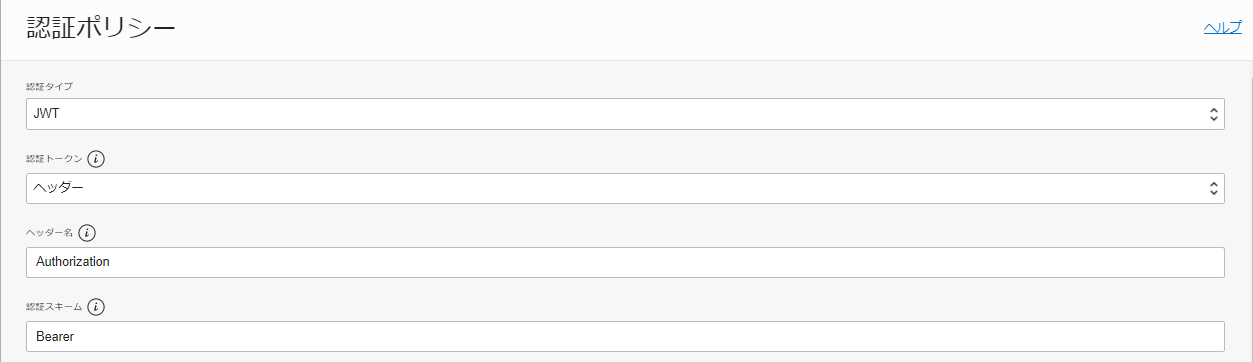 認証ポリシー
ヘルプ
認証タイプ
JWT
認証トークン
ヘッダー
ヘッダー名
Authorization
認証スキーム
Bearer